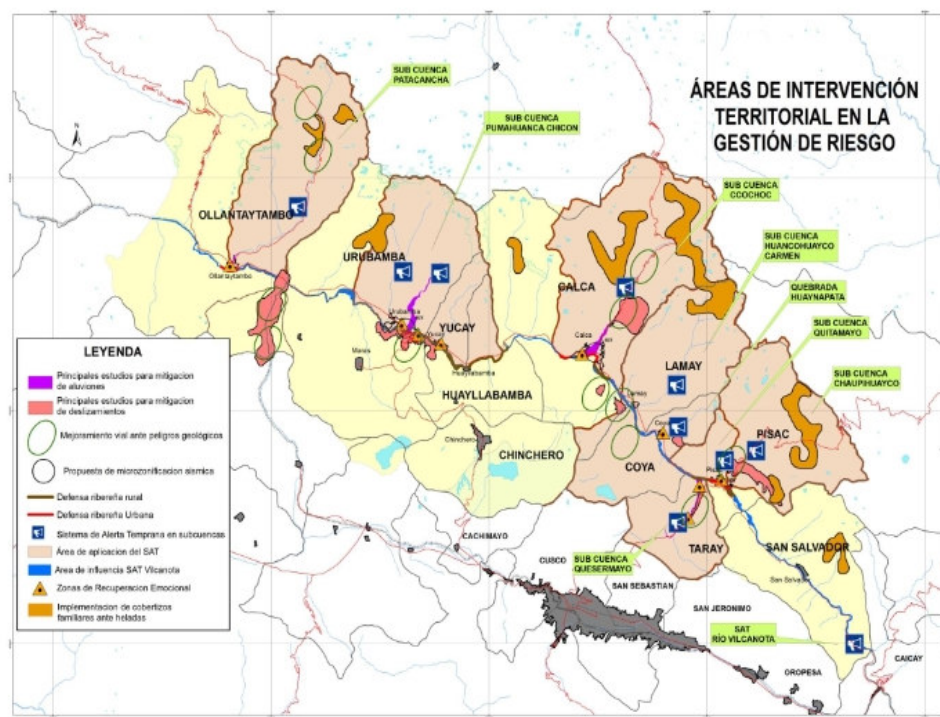 ÁREAS DE INTERVENCIÓN
TERRITORIAL EN LA
GESTIÓN DE RIESGO
N
SUB CUENCA
PATACANCHA
SUB CUENCA
PUMAHUANCA CHICON
SUB CUENCA
CCOCHOC
SUB CUENCA
HUANCOHUAYCO
CARMEN
QUEBRADA
HUAYNAPATA
SUB CUENCA
QUITAMAYO
SUB CUENCA
CHAUPIHUAYCO
OLLANTAYTAMBO
Ollantaytambo
URUBAMBA
Urubamba
YUCAY
Yucay
CALCA
Calca
LAMAY
Lamay
HUAYLLABAMBA
Huayllabamba
Maras
Chinchero
CHINCHERO
COYA
Coya
PISAC
TARAY
SAN SALVADOR
San Salvador
SUB CUENCA
QUESERMAYO
CACHIMAYO
CUSCO
SAN SEBASTIAN
SAN JERONIMO
SAT
RÍO VILCANOTA
OROPESA
CAICAY
LEYENDA
Principales estudios para mitigacion
de aluviones
Principales estudios para mitigacion
de deslizamientos
Mejoramiento vial ante peligros geológicos
Propuesta de microzonificacion sismica
Defensa ribereña rural
Defensa ribereña Urbana
Sistema de Alerta Temprana en subcuencas
Área de aplicacion del SAT
Area de influencia SAT Vilcanota
Zonas de Recuperacion Emocional
Implementacion de cobertizos
familiares ante heladas